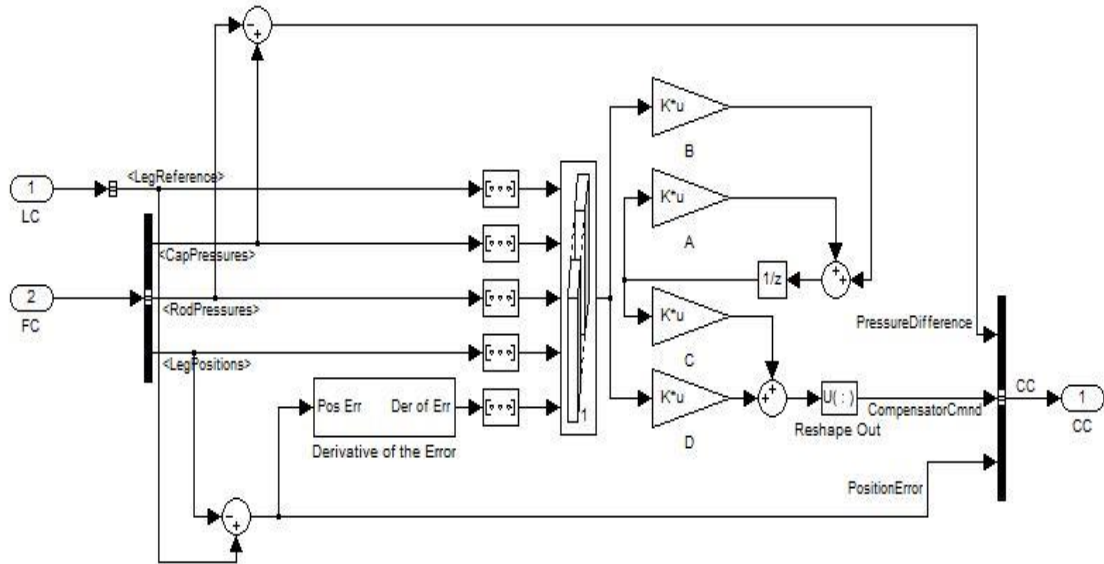 K*u
B
<LegReference>
1
LC
K*u
A
<CapPressures>
1/z
2
FC
<RodPressures>
K*u
C
PressureDifference
<LegPositions>
Pos Err Der of Err
Derivative of the Error
1
K*u
D
U( : )
Reshape Out
CompensatorCmnd
CC
1
CC
PositionError